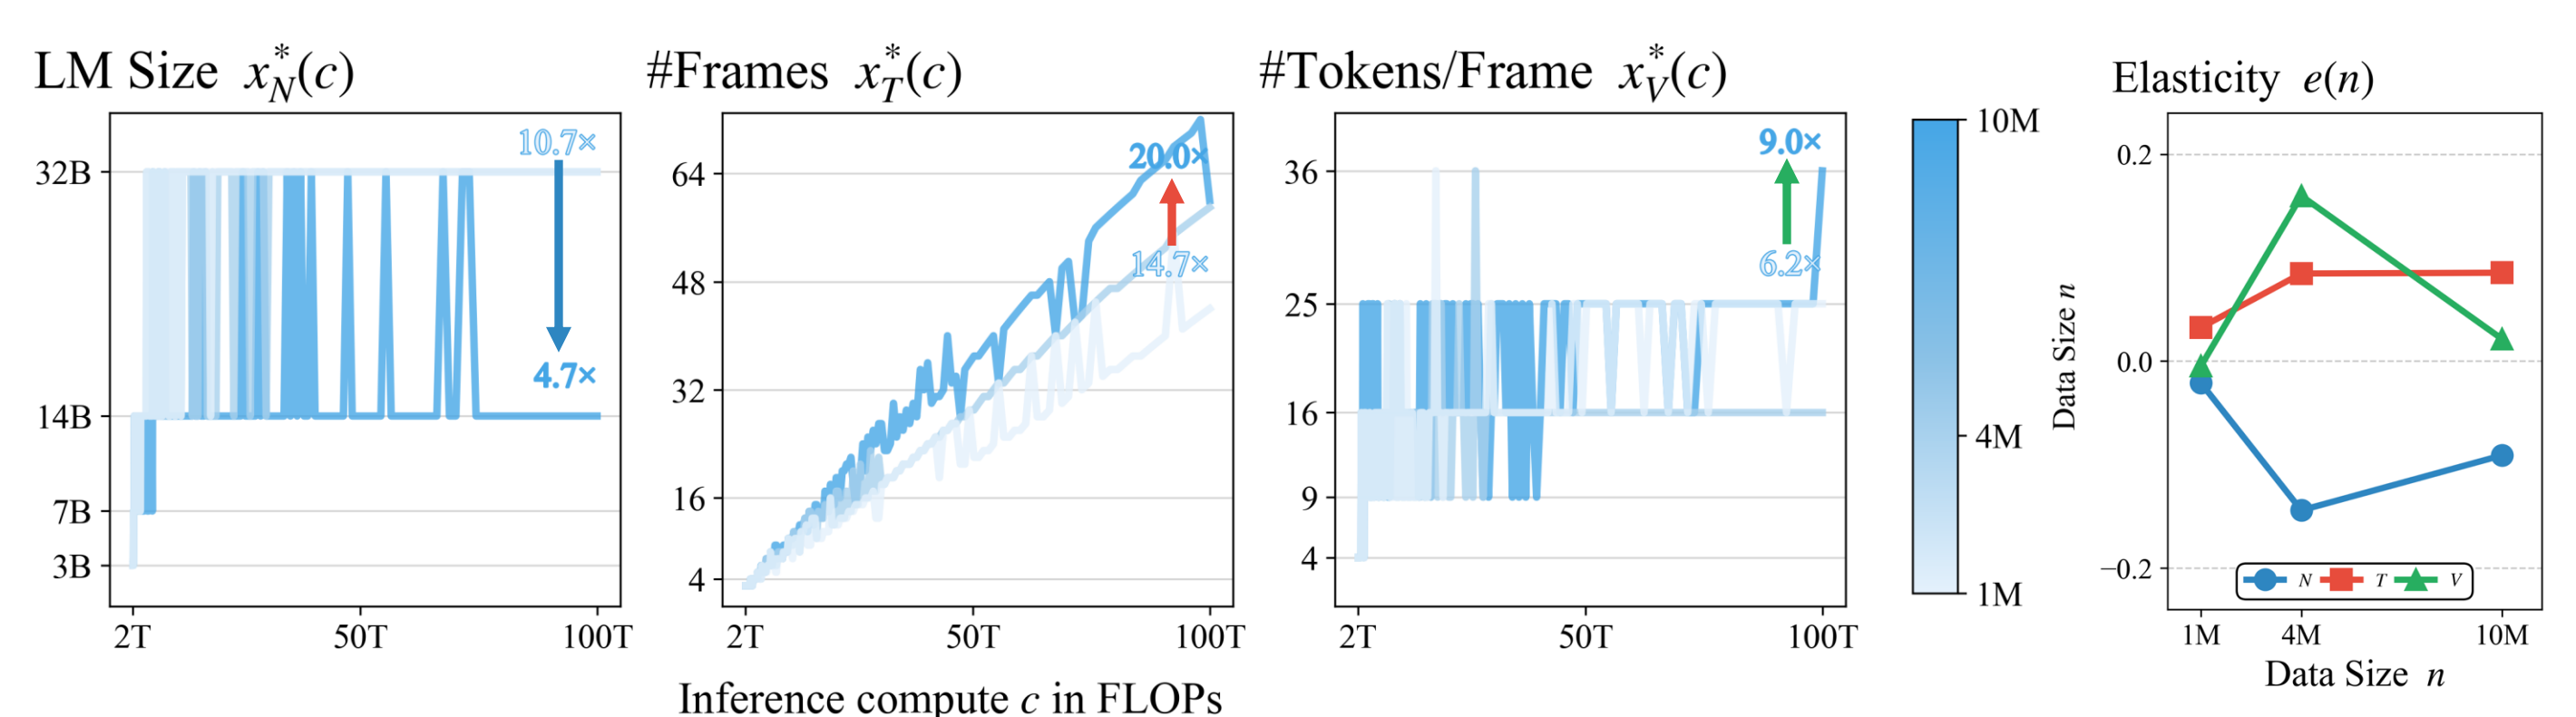 LM Size x*N(c)
10.7×
32B
14B
7B
3B
4.7×
2T 50T 100T
#Frames x*T(c)
20.0×
14.7×
64
48
32
16
4
2T 50T 100T
Inference compute c in FLOPs
#Tokens/Frame x*V(c)
9.0×
6.2×
36
25
16
9
4
2T 50T 100T
10M
4M
1M
Data Size n
Elasticity e(n)
0.2
0.0
−0.2
N T V
1M 4M 10M
Data Size n